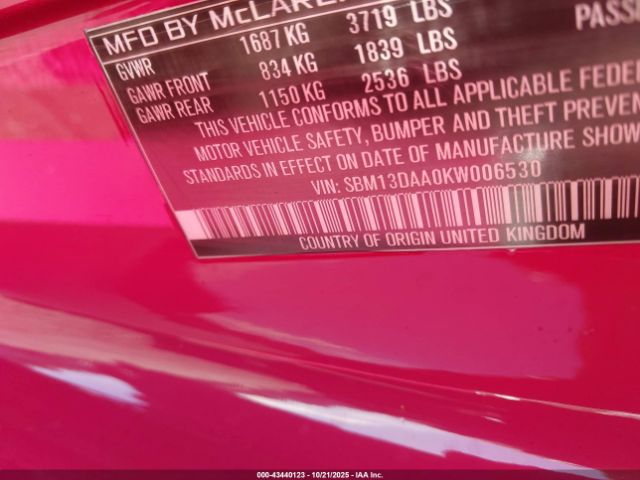 MFD BY McLAREN
GVWR 1687 KG 3719 LBS
GAWR FRONT 834 KG 1839 LBS
GAWR REAR 1150 KG 2536 LBS
PASS
THIS VEHICLE CONFORMS TO ALL APPLICABLE FEDE
MOTOR VEHICLE SAFETY, BUMPER AND THEFT PREVEN
STANDARDS IN EFFECT ON DATE OF MANUFACTURE SHOW
VIN: SBM13DAA0KW006530
COUNTRY OF ORIGIN UNITED KINGDOM
000-43440123 - 10/21/2025 - IAA, Inc.